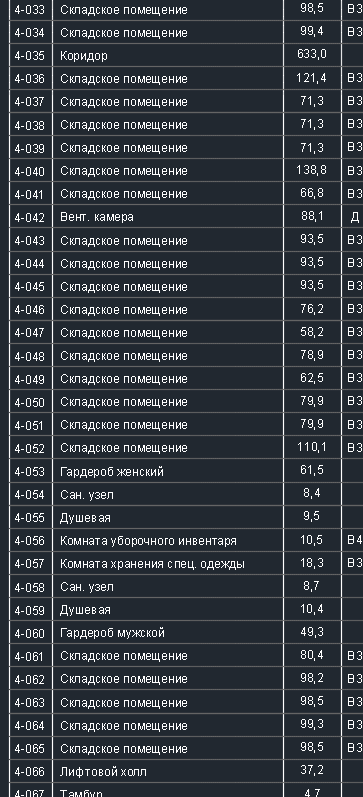 4-033 Складское помещение 98,5 В3
4-034 Складское помещение 99,4 В3
4-035 Коридор 633,0
4-036 Складское помещение 121,4 В3
4-037 Складское помещение 71,3 В3
4-038 Складское помещение 71,3 В3
4-039 Складское помещение 71,3 В3
4-040 Складское помещение 138,8 В3
4-041 Складское помещение 66,8 В3
4-042 Вент. камера 88,1 Д
4-043 Складское помещение 93,5 В3
4-044 Складское помещение 93,5 В3
4-045 Складское помещение 93,5 В3
4-046 Складское помещение 76,2 В3
4-047 Складское помещение 58,2 В3
4-048 Складское помещение 78,9 В3
4-049 Складское помещение 62,5 В3
4-050 Складское помещение 79,9 В3
4-051 Складское помещение 79,9 В3
4-052 Складское помещение 110,1 В3
4-053 Гардероб женский 61,5
4-054 Сан. узел 8,4
4-055 Душевая 9,5
4-056 Комната уборочного инвентаря 10,5 В4
4-057 Комната хранения спец. одежды 18,3 В3
4-058 Сан. узел 8,7
4-059 Душевая 10,4
4-060 Гардероб мужской 49,3
4-061 Складское помещение 80,4 В3
4-062 Складское помещение 98,2 В3
4-063 Складское помещение 98,5 В3
4-064 Складское помещение 99,3 В3
4-065 Складское помещение 98,5 В3
4-066 Лифтовой холл 37,2
4-067 Тамбур 4,7